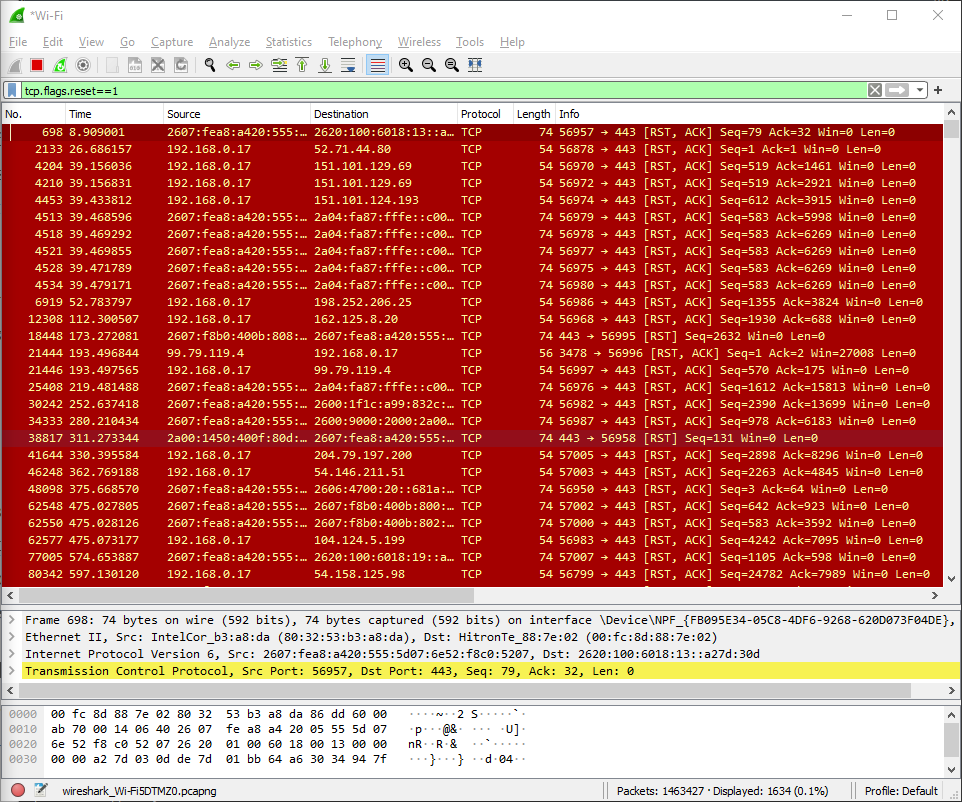 *Wi-Fi
File Edit View Go Capture Analyze Statistics Telephony Wireless Tools Help
tcp.flags.reset==1
No. Time Source Destination Protocol Length Info
698 8.909001 2607:fea8:a420:555:… 2620:100:6018:13::a… TCP 74 56957 → 443 [RST, ACK] Seq=79 Ack=32 Win=0 Len=0
2133 26.686157 192.168.0.17 52.71.44.80 TCP 54 56878 → 443 [RST, ACK] Seq=1 Ack=1 Win=0 Len=0
4204 39.156036 192.168.0.17 151.101.129.69 TCP 54 56970 → 443 [RST, ACK] Seq=519 Ack=1461 Win=0 Len=0
4210 39.156831 192.168.0.17 151.101.129.69 TCP 54 56972 → 443 [RST, ACK] Seq=519 Ack=2921 Win=0 Len=0
4453 39.433812 192.168.0.17 151.101.124.193 TCP 54 56974 → 443 [RST, ACK] Seq=612 Ack=3915 Win=0 Len=0
4513 39.468596 2607:fea8:a420:555:… 2a04:fa87:fffe::c00… TCP 74 56979 → 443 [RST, ACK] Seq=583 Ack=5998 Win=0 Len=0
4518 39.469292 2607:fea8:a420:555:… 2a04:fa87:fffe::c00… TCP 74 56978 → 443 [RST, ACK] Seq=583 Ack=6269 Win=0 Len=0
4521 39.469855 2607:fea8:a420:555:… 2a04:fa87:fffe::c00… TCP 74 56977 → 443 [RST, ACK] Seq=583 Ack=6269 Win=0 Len=0
4528 39.471789 2607:fea8:a420:555:… 2a04:fa87:fffe::c00… TCP 74 56975 → 443 [RST, ACK] Seq=583 Ack=6269 Win=0 Len=0
4534 39.479171 2607:fea8:a420:555:… 2a04:fa87:fffe::c00… TCP 74 56980 → 443 [RST, ACK] Seq=583 Ack=6269 Win=0 Len=0
6919 52.783797 192.168.0.17 198.252.206.25 TCP 54 56986 → 443 [RST, ACK] Seq=1355 Ack=3824 Win=0 Len=0
12308 112.300507 192.168.0.17 162.125.8.20 TCP 54 56968 → 443 [RST, ACK] Seq=1930 Ack=688 Win=0 Len=0
18448 173.272081 2607:f8b0:400b:808:… 2607:fea8:a420:555:… TCP 74 443 → 56995 [RST] Seq=2632 Win=0 Len=0
21444 193.496844 99.79.119.4 192.168.0.17 TCP 56 3478 → 56996 [RST, ACK] Seq=1 Ack=2 Win=27008 Len=0
21446 193.497565 192.168.0.17 99.79.119.4 TCP 54 56997 → 443 [RST, ACK] Seq=570 Ack=175 Win=0 Len=0
25408 219.481488 2607:fea8:a420:555:… 2a04:fa87:fffe::c00… TCP 74 56976 → 443 [RST, ACK] Seq=1612 Ack=15813 Win=0 Len=0
30242 252.637418 2607:fea8:a420:555:… 2600:1f1c:a99:832c:… TCP 74 56982 → 443 [RST, ACK] Seq=2390 Ack=13699 Win=0 Len=0
34333 280.210434 2607:fea8:a420:555:… 2600:9000:2000:2a00… TCP 74 56987 → 443 [RST, ACK] Seq=978 Ack=6183 Win=0 Len=0
38817 311.273344 2a00:1450:400f:80d:… 2607:fea8:a420:555:… TCP 74 443 → 56958 [RST] Seq=131 Win=0 Len=0
41644 330.395584 192.168.0.17 204.79.197.200 TCP 54 57005 → 443 [RST, ACK] Seq=2898 Ack=8296 Win=0 Len=0
46248 362.769188 192.168.0.17 54.146.211.51 TCP 54 57003 → 443 [RST, ACK] Seq=2263 Ack=4845 Win=0 Len=0
48098 375.668570 2607:fea8:a420:555:… 2606:4700:20::681a:… TCP 74 56950 → 443 [RST, ACK] Seq=3 Ack=64 Win=0 Len=0
62548 475.027805 2607:fea8:a420:555:… 2607:f8b0:400b:800:… TCP 74 57002 → 443 [RST, ACK] Seq=642 Ack=923 Win=0 Len=0
62550 475.028126 2607:fea8:a420:555:… 2607:f8b0:400b:802:… TCP 74 57000 → 443 [RST, ACK] Seq=583 Ack=3592 Win=0 Len=0
62577 475.073177 192.168.0.17 104.124.5.199 TCP 54 56983 → 443 [RST, ACK] Seq=4242 Ack=7095 Win=0 Len=0
77005 574.653887 2607:fea8:a420:555:… 2620:100:6018:19::a… TCP 74 57007 → 443 [RST, ACK] Seq=1105 Ack=598 Win=0 Len=0
80342 597.130120 192.168.0.17 54.158.125.98 TCP 54 56799 → 443 [RST, ACK] Seq=24782 Ack=7989 Win=0 Len=0
Frame 698: 74 bytes on wire (592 bits), 74 bytes captured (592 bits) on interface \Device\NPF_{FB095E34-05C8-4DF6-9268-620D073F04DE},
Ethernet II, Src: IntelCor_b3:a8:da (80:32:53:b3:a8:da), Dst: HitronTe_88:7e:02 (00:fc:8d:88:7e:02)
Internet Protocol Version 6, Src: 2607:fea8:a420:555:5d07:6e52:f8c0:5207, Dst: 2620:100:6018:13::a27d:30d
Transmission Control Protocol, Src Port: 56957, Dst Port: 443, Seq: 79, Ack: 32, Len: 0
0000 00 fc 8d 88 7e 02 80 32 53 b3 a8 da 86 dd 60 00 ····~··2 S·····`·
0010 ab 70 00 14 06 40 26 07 fe a8 a4 20 05 55 5d 07 ·p···@&· ··· ·U]·
0020 6e 52 f8 c0 52 07 26 20 01 00 60 18 00 13 00 00 nR··R·& ··`·····
0030 00 00 a2 7d 03 0d de 7d 01 bb 64 a6 30 34 94 7f ···}···} ··d·04··
wireshark_Wi-Fi5DTMZ0.pcapng Packets: 1463427 · Displayed: 1634 (0.1%) Profile: Default